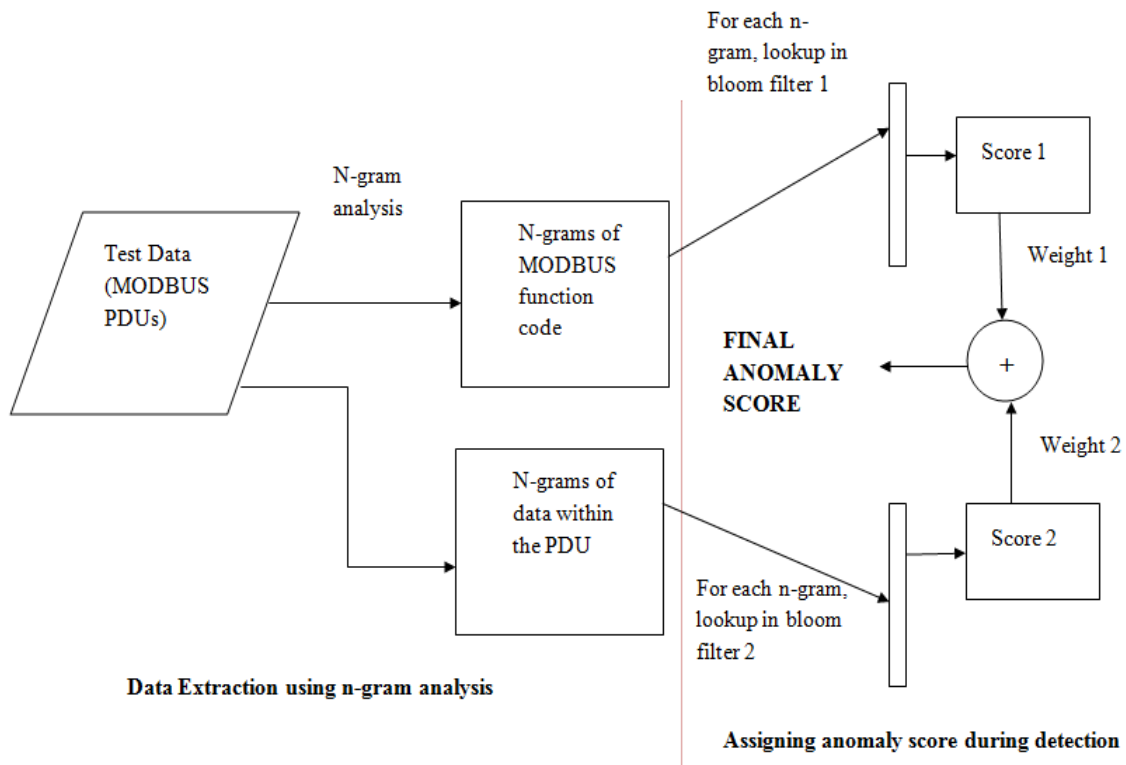 For each n-
gram, lookup in
bloom filter 1
Score 1
N-gram
analysis
N-grams of
MODBUS
function
code
Test Data
(MODBUS
PDUs)
Weight 1
FINAL
ANOMALY
SCORE
+
Weight 2
N-grams of
data within
the PDU
Score 2
For each n-gram,
lookup in bloom
filter 2
Data Extraction using n-gram analysis
Assigning anomaly score during detection